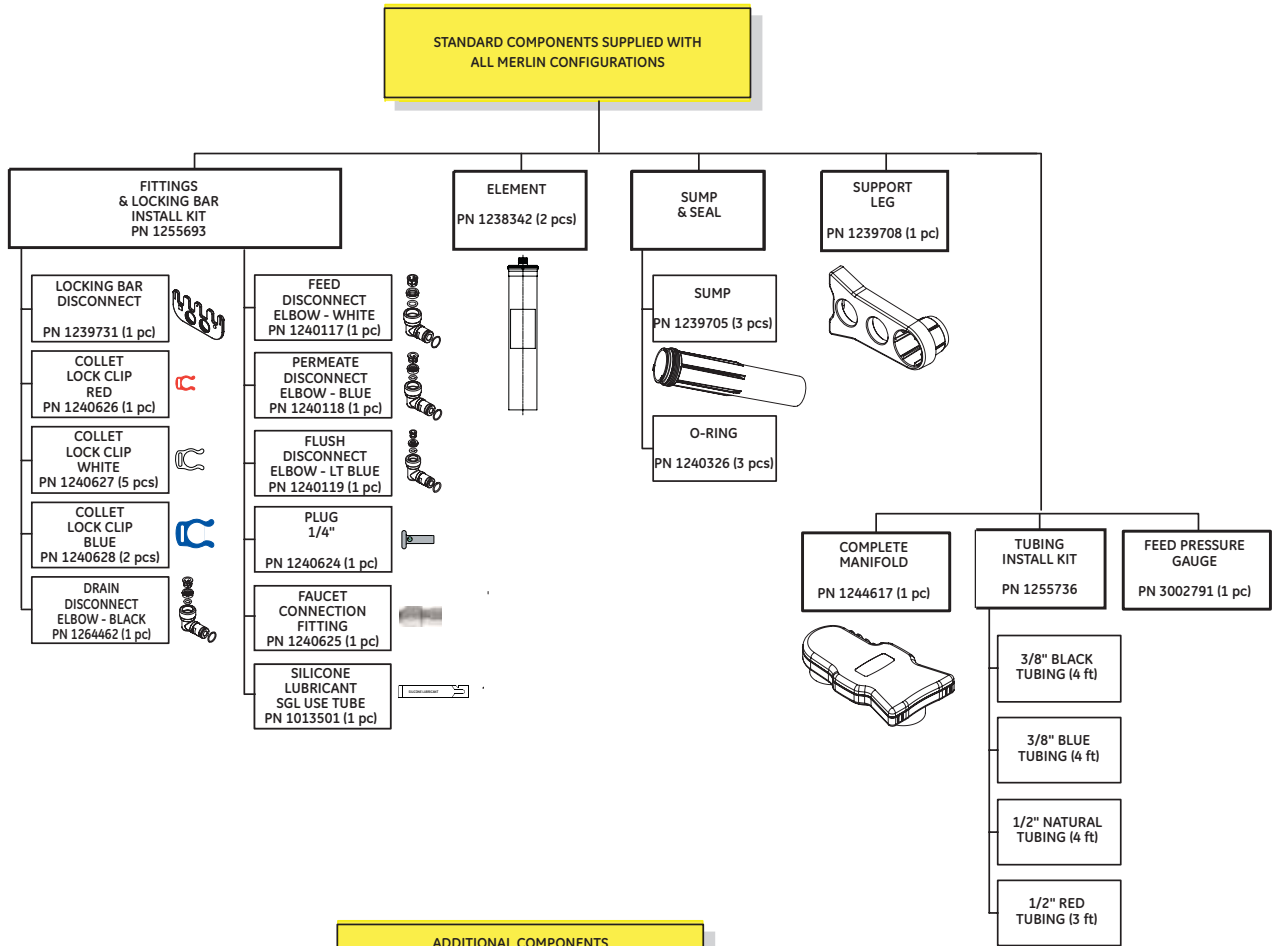 STANDARD COMPONENTS SUPPLIED WITH
ALL MERLIN CONFIGURATIONS
FITTINGS
& LOCKING BAR
INSTALL KIT
PN 1255693
LOCKING BAR
DISCONNECT
PN 1239731 (1 pc)
COLLET
LOCK CLIP
RED
PN 1240626 (1 pc)
COLLET
LOCK CLIP
WHITE
PN 1240627 (5 pcs)
COLLET
LOCK CLIP
BLUE
PN 1240628 (2 pcs)
DRAIN
DISCONNECT
ELBOW - BLACK
PN 1264462 (1 pc)
FEED
DISCONNECT
ELBOW - WHITE
PN 1240117 (1 pc)
PERMEATE
DISCONNECT
ELBOW - BLUE
PN 1240118 (1 pc)
FLUSH
DISCONNECT
ELBOW - LT BLUE
PN 1240119 (1 pc)
PLUG
1/4"
PN 1240624 (1 pc)
FAUCET
CONNECTION
FITTING
PN 1240625 (1 pc)
SILICONE
LUBRICANT
SGL USE TUBE
PN 1013501 (1 pc)
SILICONE LUBRICANT
ELEMENT
PN 1238342 (2 pcs)
SUMP
& SEAL
SUMP
PN 1239705 (3 pcs)
O-RING
PN 1240326 (3 pcs)
SUPPORT
LEG
PN 1239708 (1 pc)
COMPLETE
MANIFOLD
PN 1244617 (1 pc)
TUBING
INSTALL KIT
PN 1255736
3/8" BLACK
TUBING (4 ft)
3/8" BLUE
TUBING (4 ft)
1/2" NATURAL
TUBING (4 ft)
1/2" RED
TUBING (3 ft)
FEED PRESSURE
GAUGE
PN 3002791 (1 pc)
ADDITIONAL COMPONENTS